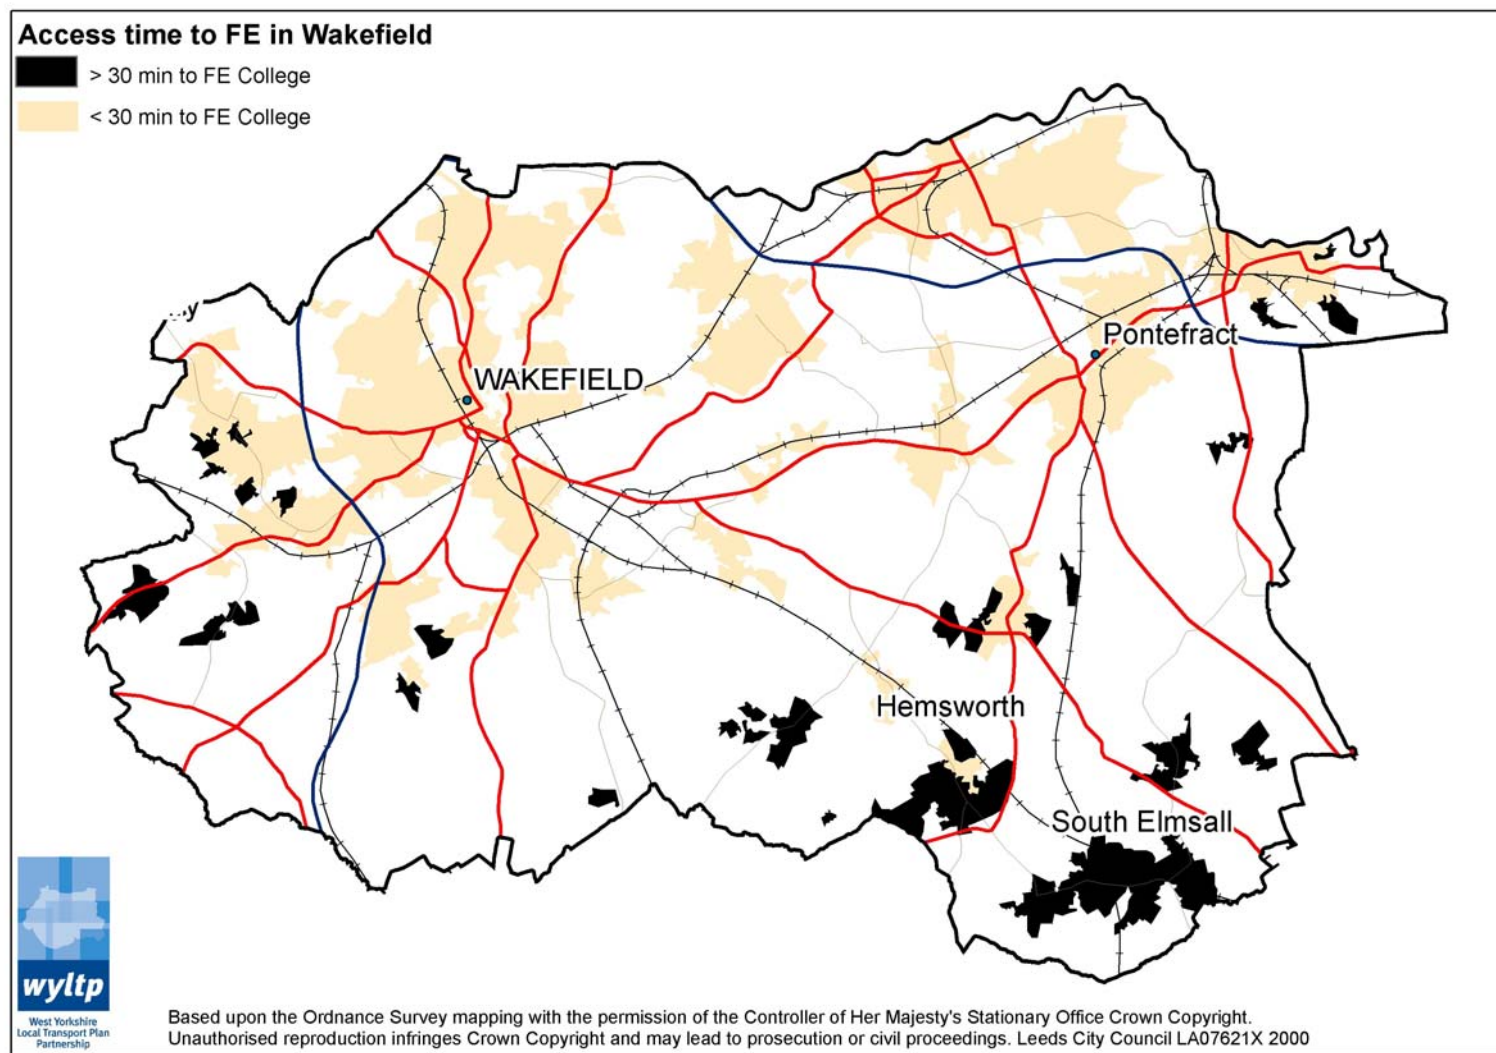 Access time to FE in Wakefield
> 30 min to FE College
< 30 min to FE College
Pontefract
WAKEFIELD
Hemsworth
South Elmsall
wyltp
West Yorkshire
Local Transport Plan
Partnership
Based upon the Ordnance Survey mapping with the permission of the Controller of Her Majesty's Stationary Office Crown Copyright.
Unauthorised reproduction infringes Crown Copyright and may lead to prosecution or civil proceedings. Leeds City Council LA07621X 2000